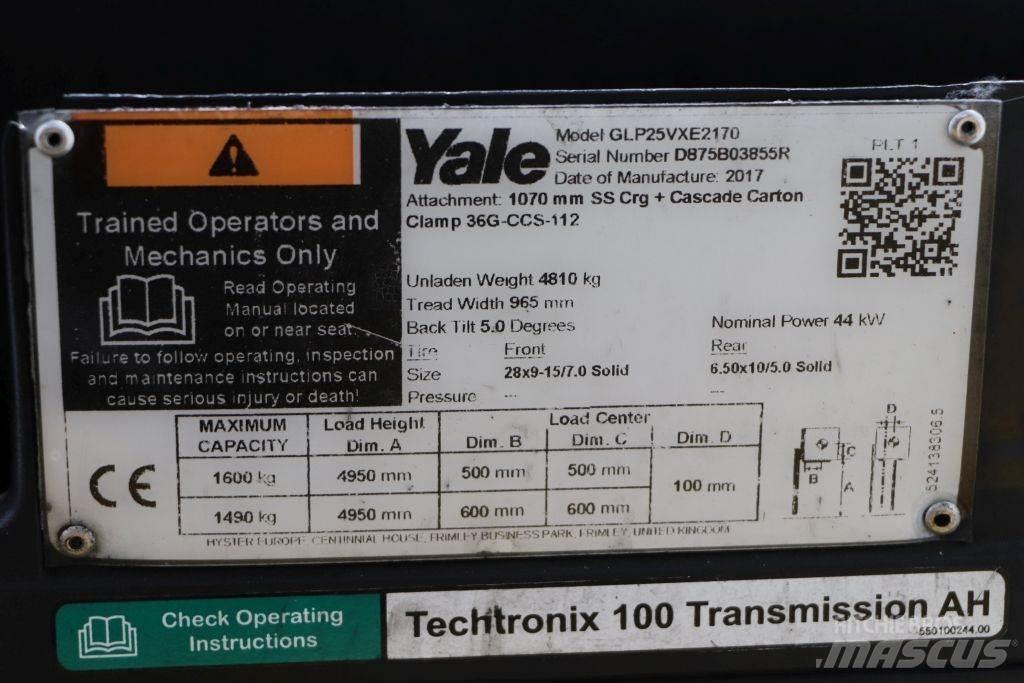 Trained Operators and
Mechanics Only
Read Operating
Manual located
on or near seat.
Failure to follow operating, inspection
and maintenance instructions can
cause serious injury or death!
Yale
Model GLP25VXE2170
Serial Number D875B03855R
Date of Manufacture: 2017
PLT 1
Attachment: 1070 mm SS Crg + Cascade Carton
Clamp 36G-CCS-112
Unladen Weight 4810 kg
Tread Width 965 mm
Back Tilt 5.0 Degrees
Nominal Power 44 kW
Tire Front Rear
Size 28x9-15/7.0 Solid 6.50x10/5.0 Solid
Pressure --- ---
MAXIMUM CAPACITY Load Height Dim. A Load Center
Dim. B Dim. C Dim. D
1600 kg 4950 mm 500 mm 500 mm 100 mm
1490 kg 4950 mm 600 mm 600 mm
CE
D
B C A
524138306 5
HYSTER EUROPE CENTENNIAL HOUSE, FRIMLEY BUSINESS PARK, FRIMLEY, UNITED KINGDOM
Check Operating
Instructions
Techtronix 100 Transmission AH
550100244.00
RITCHIE BROS
MASCUS